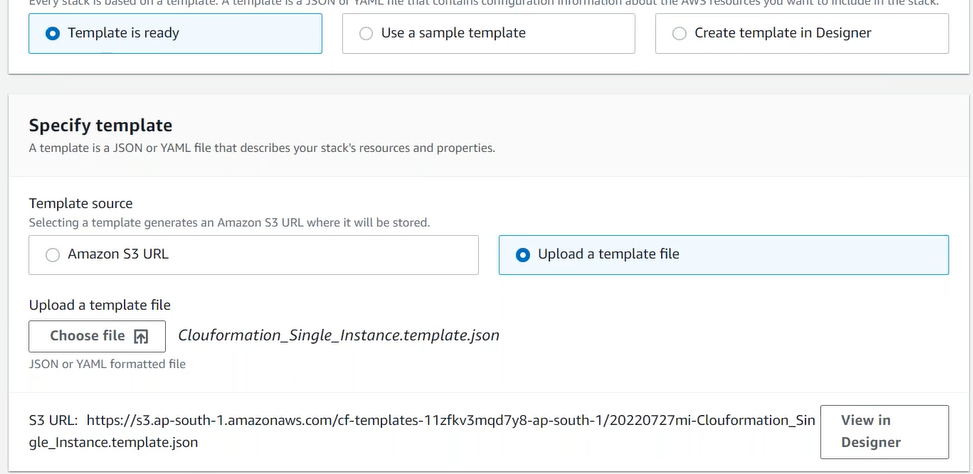 Every stack is based on a template. A template is a JSON or YAML file that contains configuration information about the AWS resources you want to include in the stack.
Template is ready
Use a sample template
Create template in Designer
Specify template
A template is a JSON or YAML file that describes your stack's resources and properties.
Template source
Selecting a template generates an Amazon S3 URL where it will be stored.
Amazon S3 URL
Upload a template file
Upload a template file
Choose file
Clouformation_Single_Instance.template.json
JSON or YAML formatted file
S3 URL: https://s3.ap-south-1.amazonaws.com/cf-templates-11zfkv3mqd7y8-ap-south-1/20220727mi-Clouformation_Sin
gle_Instance.template.json
View in
Designer